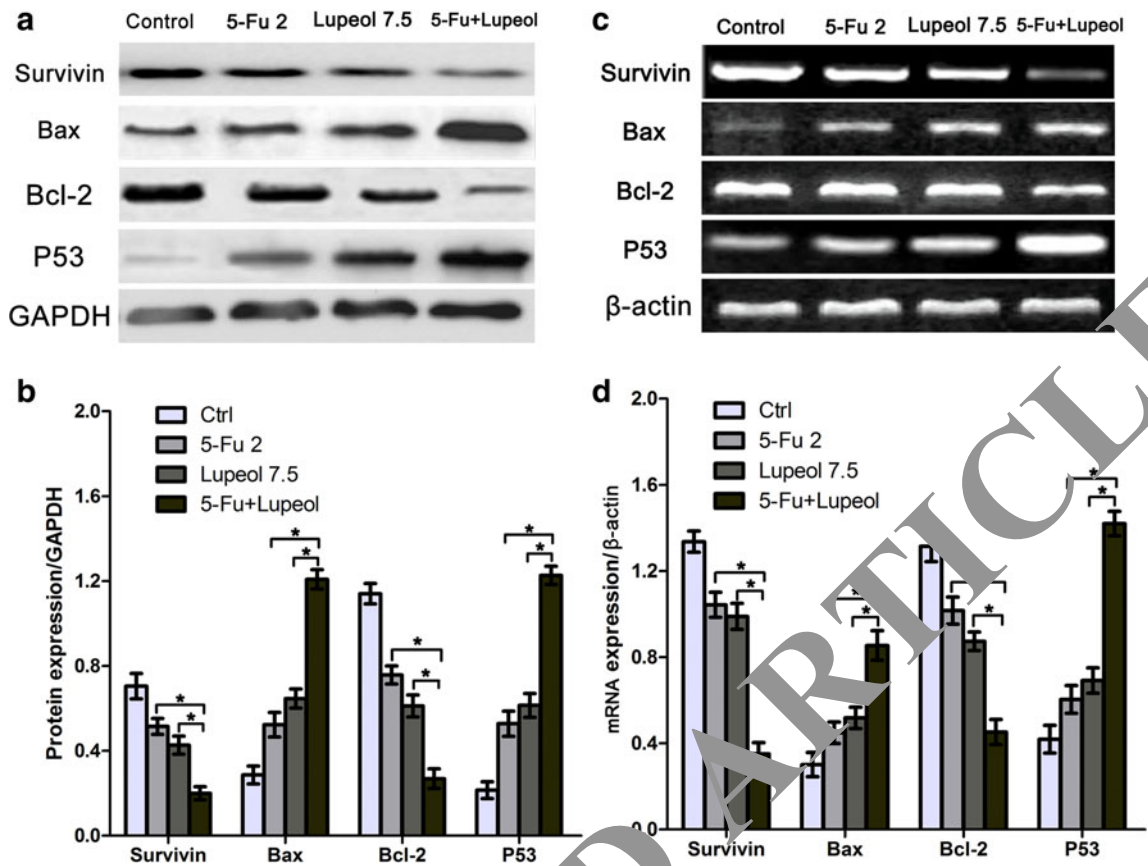 a
Control 5-Fu 2 Lupeol 7.5 5-Fu+Lupeol
Survivin
Bax
Bcl-2
P53
GAPDH
c
Control 5-Fu 2 Lupeol 7.5 5-Fu+Lupeol
Survivin
Bax
Bcl-2
P53
β-actin
b
Protein expression/GAPDH
2.0
1.6
1.2
0.8
0.4
0.0
Ctrl
5-Fu 2
Lupeol 7.5
5-Fu+Lupeol
* *
* *
* *
* *
Survivin Bax Bcl-2 P53
d
mRNA expression/β-actin
2.0
1.6
1.2
0.8
0.4
0.0
Ctrl
5-Fu 2
Lupeol 7.5
5-Fu+Lupeol
* *
* *
*
* *
Survivin Bax Bcl-2 P53
ARTICLE